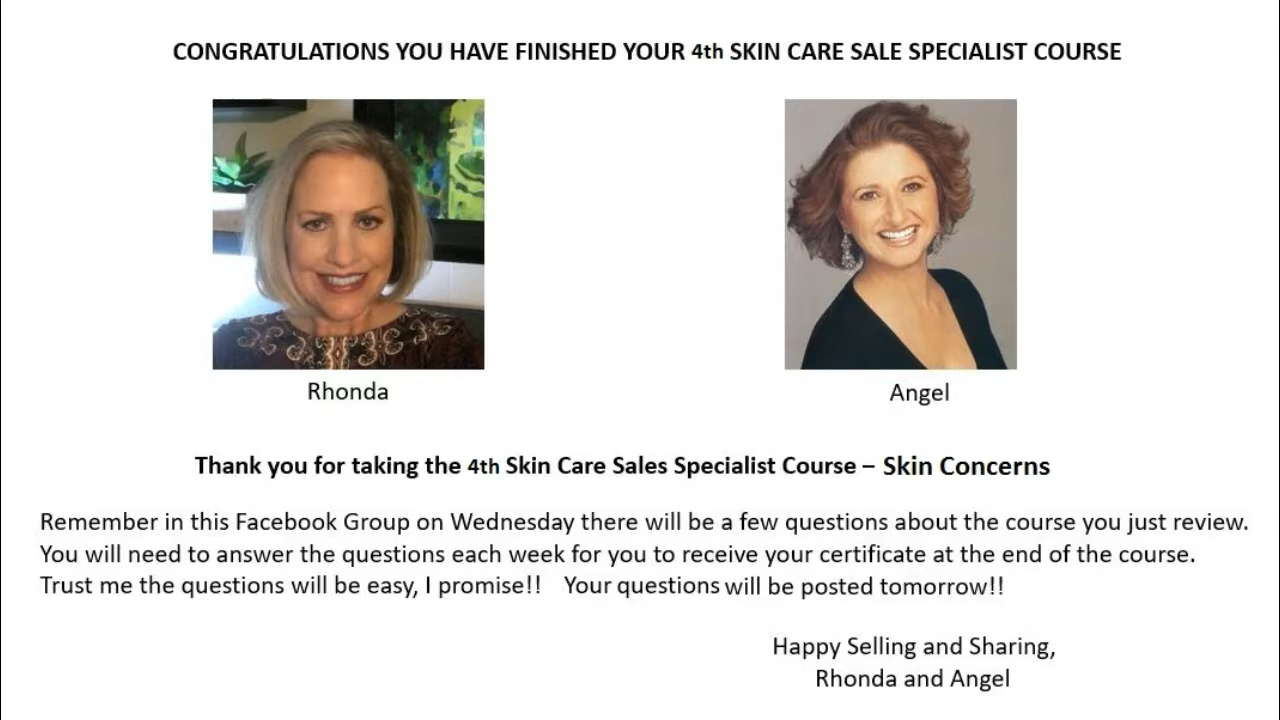 CONGRATULATIONS YOU HAVE FINISHED YOUR 4th SKIN CARE SALE SPECIALIST COURSE
Rhonda
Angel
Thank you for taking the 4th Skin Care Sales Specialist Course – Skin Concerns
Remember in this Facebook Group on Wednesday there will be a few questions about the course you just review.
You will need to answer the questions each week for you to receive your certificate at the end of the course.
Trust me the questions will be easy, I promise!! Your questions will be posted tomorrow!!
Happy Selling and Sharing,
Rhonda and Angel